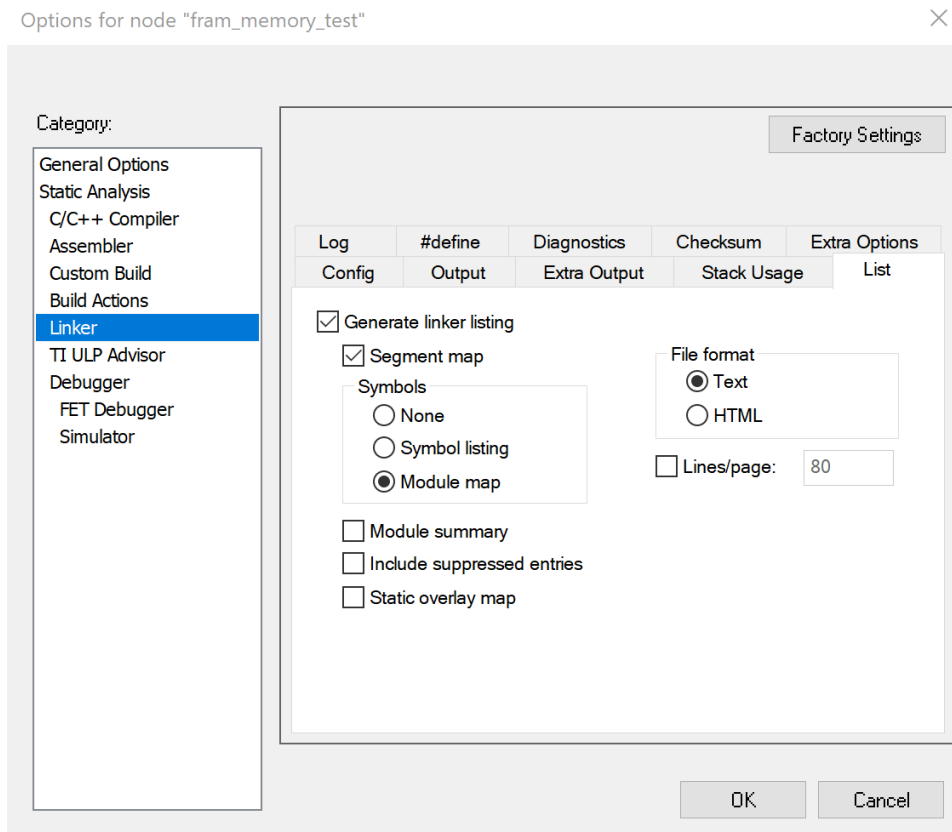 Options for node "fram_memory_test"
Category:
General Options
Static Analysis
C/C++ Compiler
Assembler
Custom Build
Build Actions
Linker
TI ULP Advisor
Debugger
FET Debugger
Simulator
Factory Settings
Log #define Diagnostics Checksum Extra Options
Config Output Extra Output Stack Usage List
Generate linker listing
Segment map
Symbols
None
Symbol listing
Module map
Module summary
Include suppressed entries
Static overlay map
File format
Text
HTML
Lines/page: 80
OK Cancel